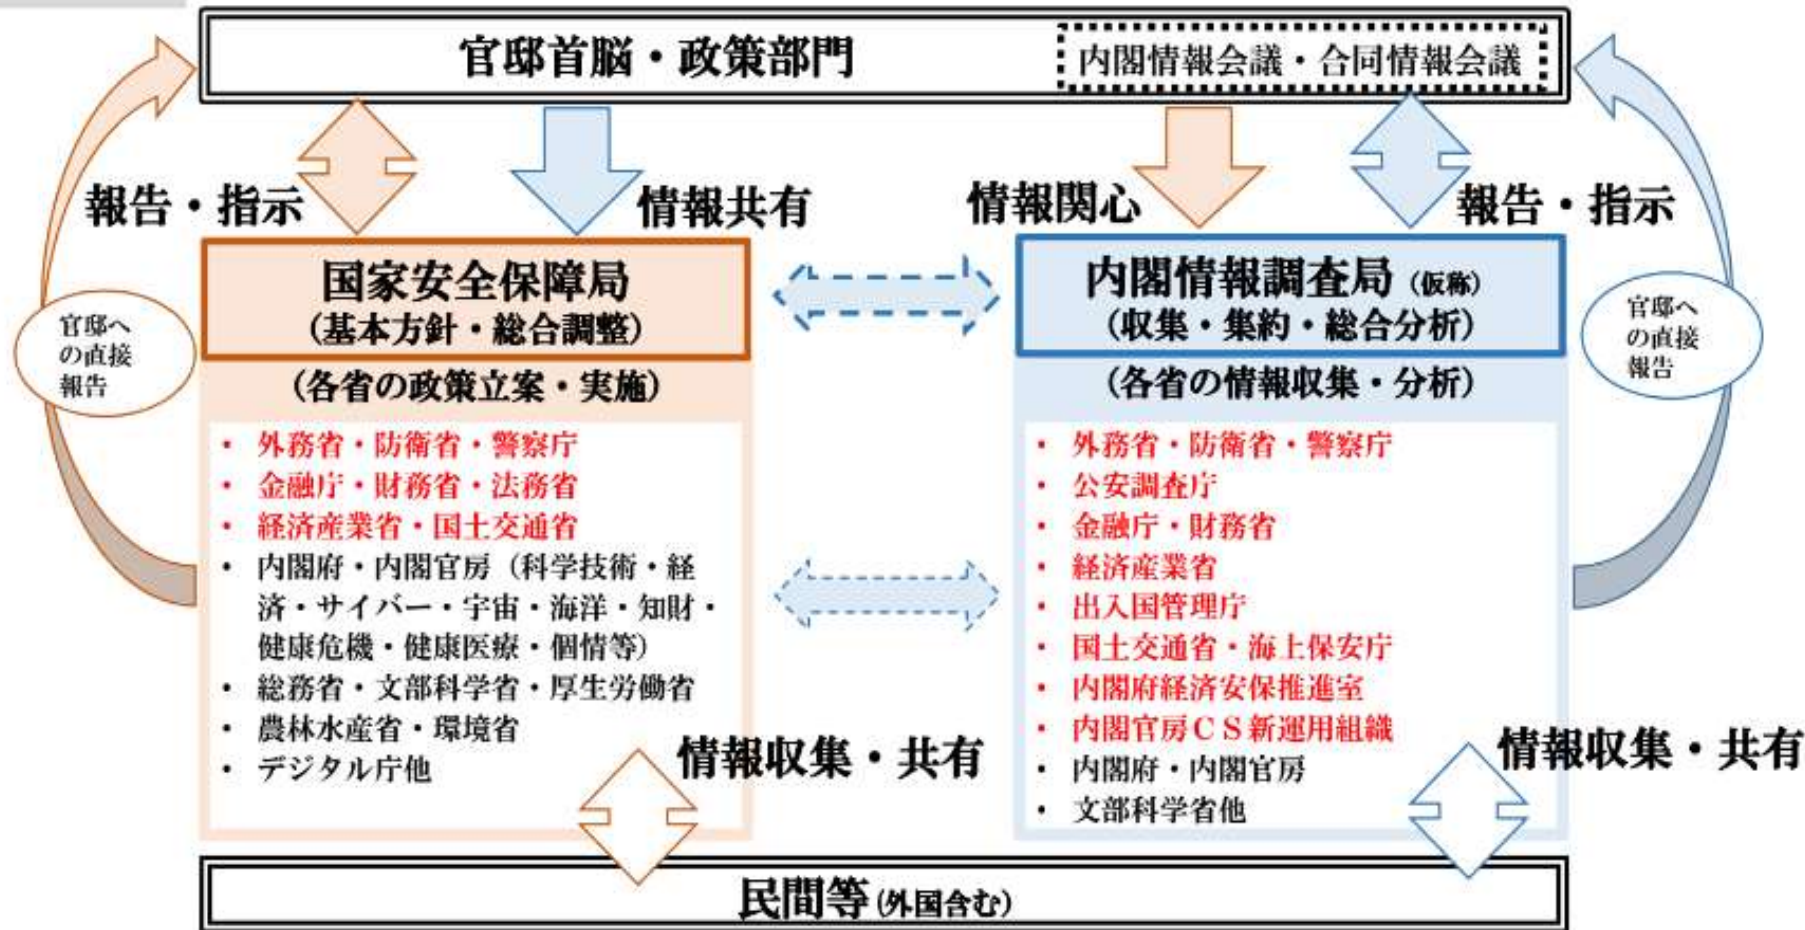 官邸首脳・政策部門
内閣情報会議・合同情報会議
報告・指示
情報共有
情報関心
報告・指示
官邸へ
の直接
報告
国家安全保障局
(基本方針・総合調整)
(各省の政策立案・実施)
・ 外務省・防衛省・警察庁
・ 金融庁・財務省・法務省
・ 経済産業省・国土交通省
・ 内閣府・内閣官房（科学技術・経
済・サイバー・宇宙・海洋・知財・
健康危機・健康医療・個情等）
・ 総務省・文部科学省・厚生労働省
・ 農林水産省・環境省
・ デジタル庁他
情報収集・共有
内閣情報調査局 (仮称)
(収集・集約・総合分析)
(各省の情報収集・分析)
・ 外務省・防衛省・警察庁
・ 公安調査庁
・ 金融庁・財務省
・ 経済産業省
・ 出入国管理庁
・ 国土交通省・海上保安庁
・ 内閣府経済安保推進室
・ 内閣官房ＣＳ新運用組織
・ 内閣府・内閣官房
・ 文部科学省他
官邸へ
の直接
報告
情報収集・共有
民間等 (外国含む)